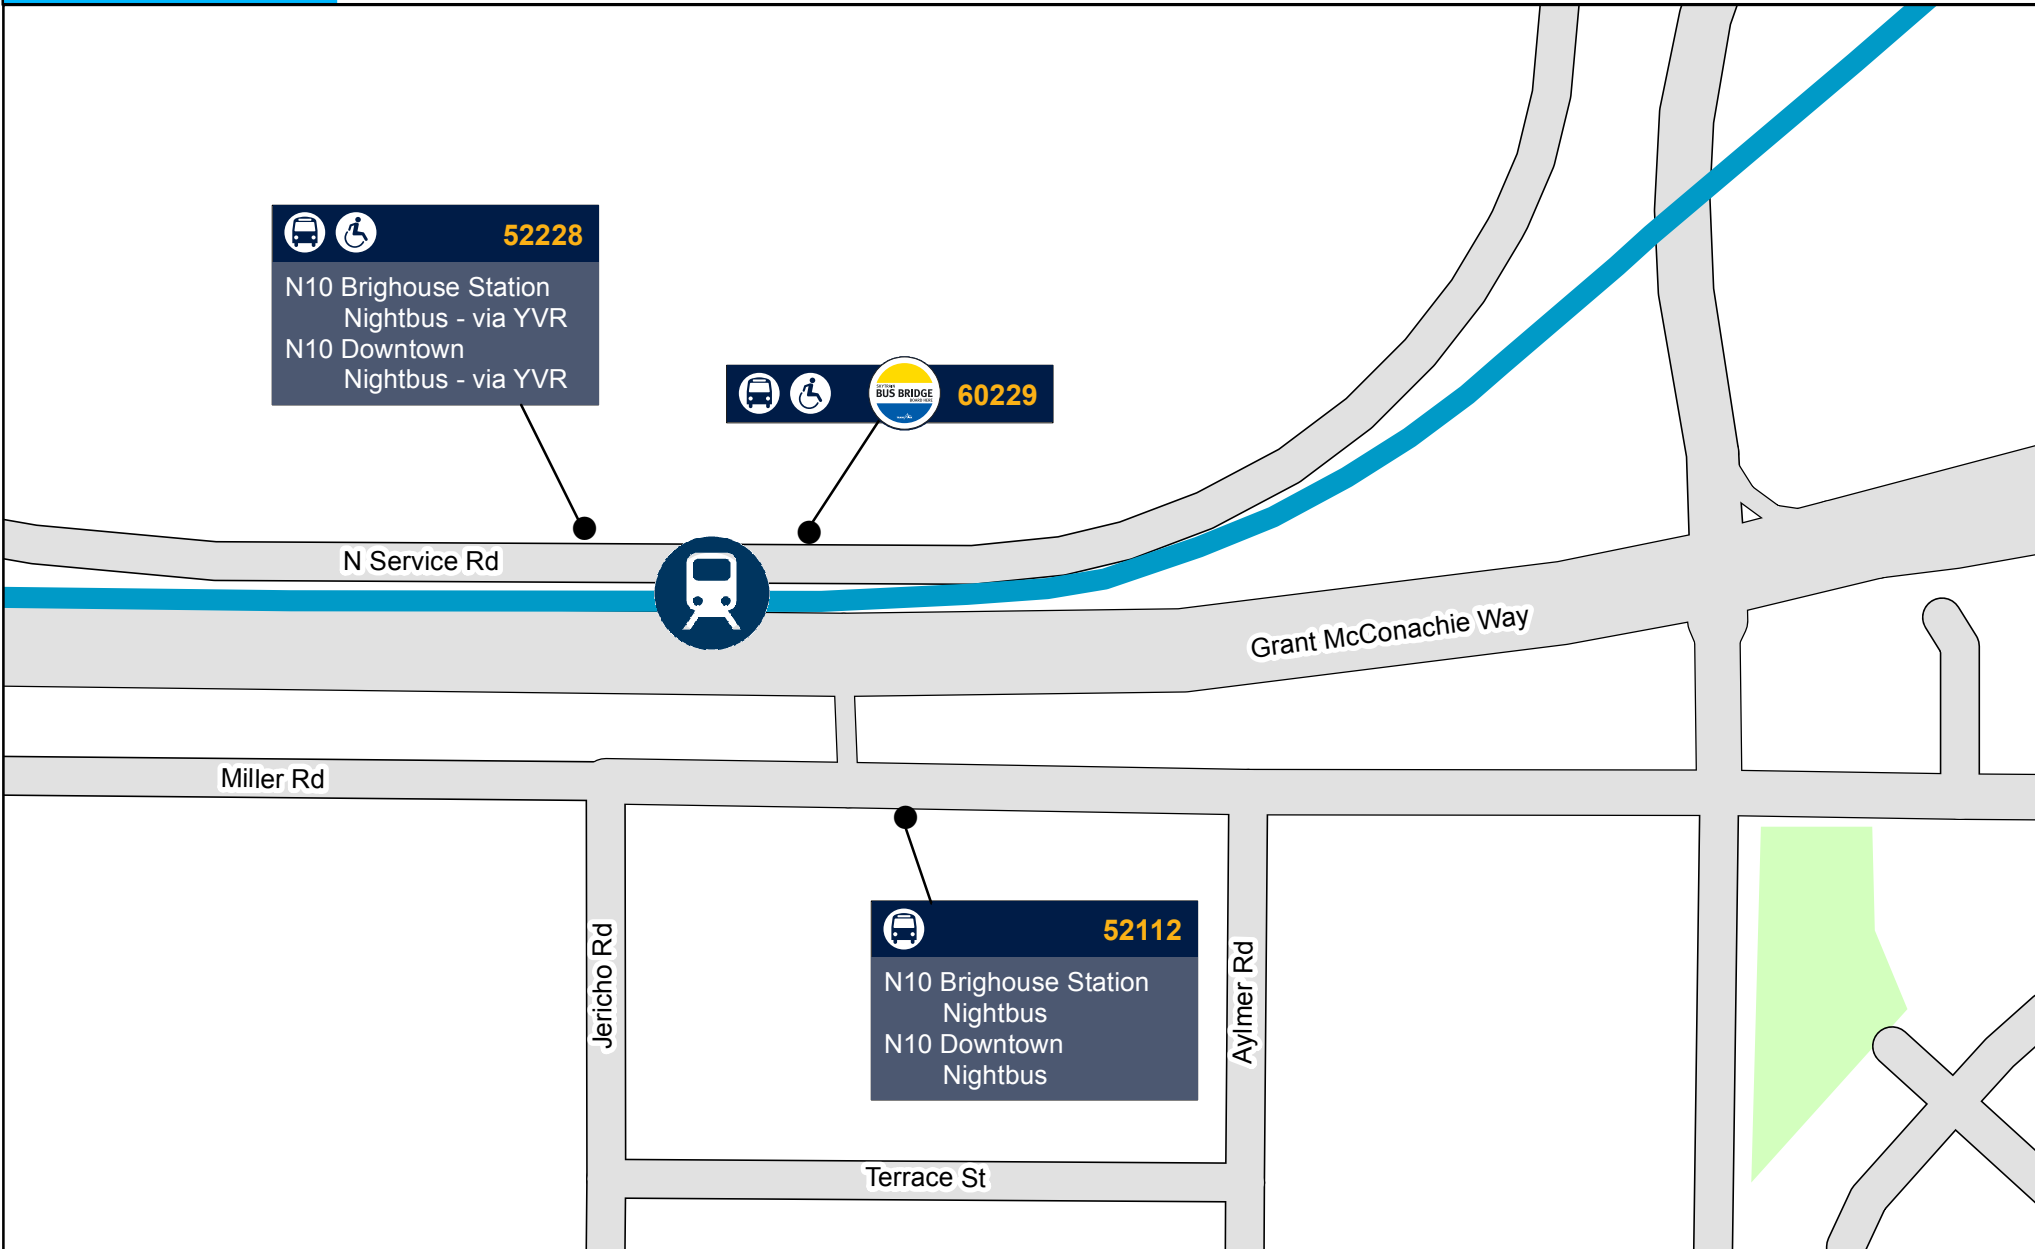 52228
N10 Brighouse Station
Nightbus - via YVR
N10 Downtown
Nightbus - via YVR
BUS BRIDGE
60229
N Service Rd
Grant McConachie Way
Miller Rd
Jericho Rd
52112
N10 Brighouse Station
Nightbus
N10 Downtown
Nightbus
Aylmer Rd
Terrace St